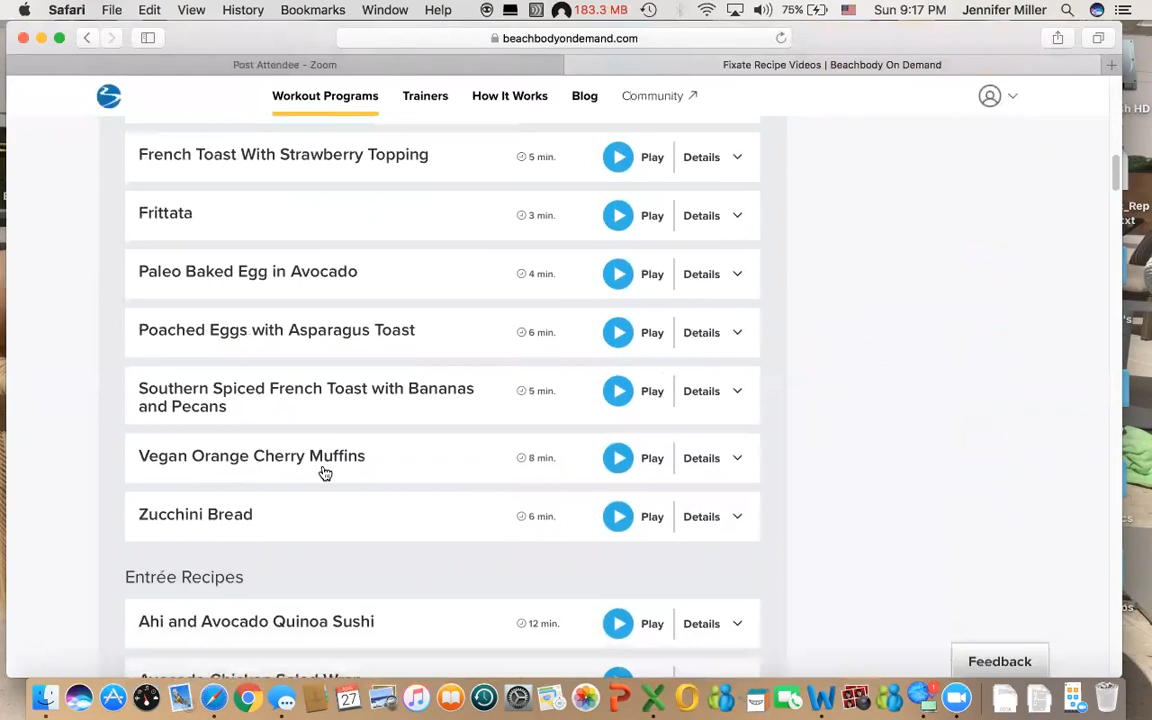 Safari File Edit View History Bookmarks Window Help 183.3 MB 75% Sun 9:17 PM Jennifer Miller
beachbodyondemand.com
Post Attendee - Zoom Fixate Recipe Videos | Beachbody On Demand
Workout Programs Trainers How It Works Blog Community
French Toast With Strawberry Topping 5 min. Play Details
Frittata 3 min. Play Details
Paleo Baked Egg in Avocado 4 min. Play Details
Poached Eggs with Asparagus Toast 6 min. Play Details
Southern Spiced French Toast with Bananas
and Pecans 5 min. Play Details
Vegan Orange Cherry Muffins 8 min. Play Details
Zucchini Bread 6 min. Play Details
Entrée Recipes
Ahi and Avocado Quinoa Sushi 12 min. Play Details
Feedback